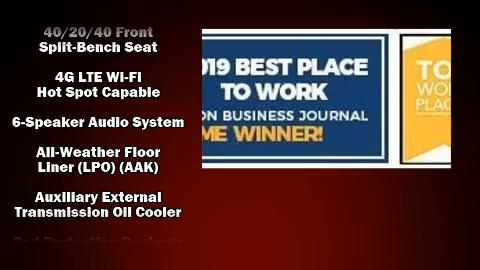 40/20/40 Front
Split-Bench Seat
4G LTE Wi-Fi
Hot Spot Capable
6-Speaker Audio System
All-Weather Floor
Liner (LPO) (AAK)
Auxiliary External
Transmission Oil Cooler
019 BEST PLACE
TO WORK
ON BUSINESS JOURNAL
ME WINNER!
TO
WO
PLAC